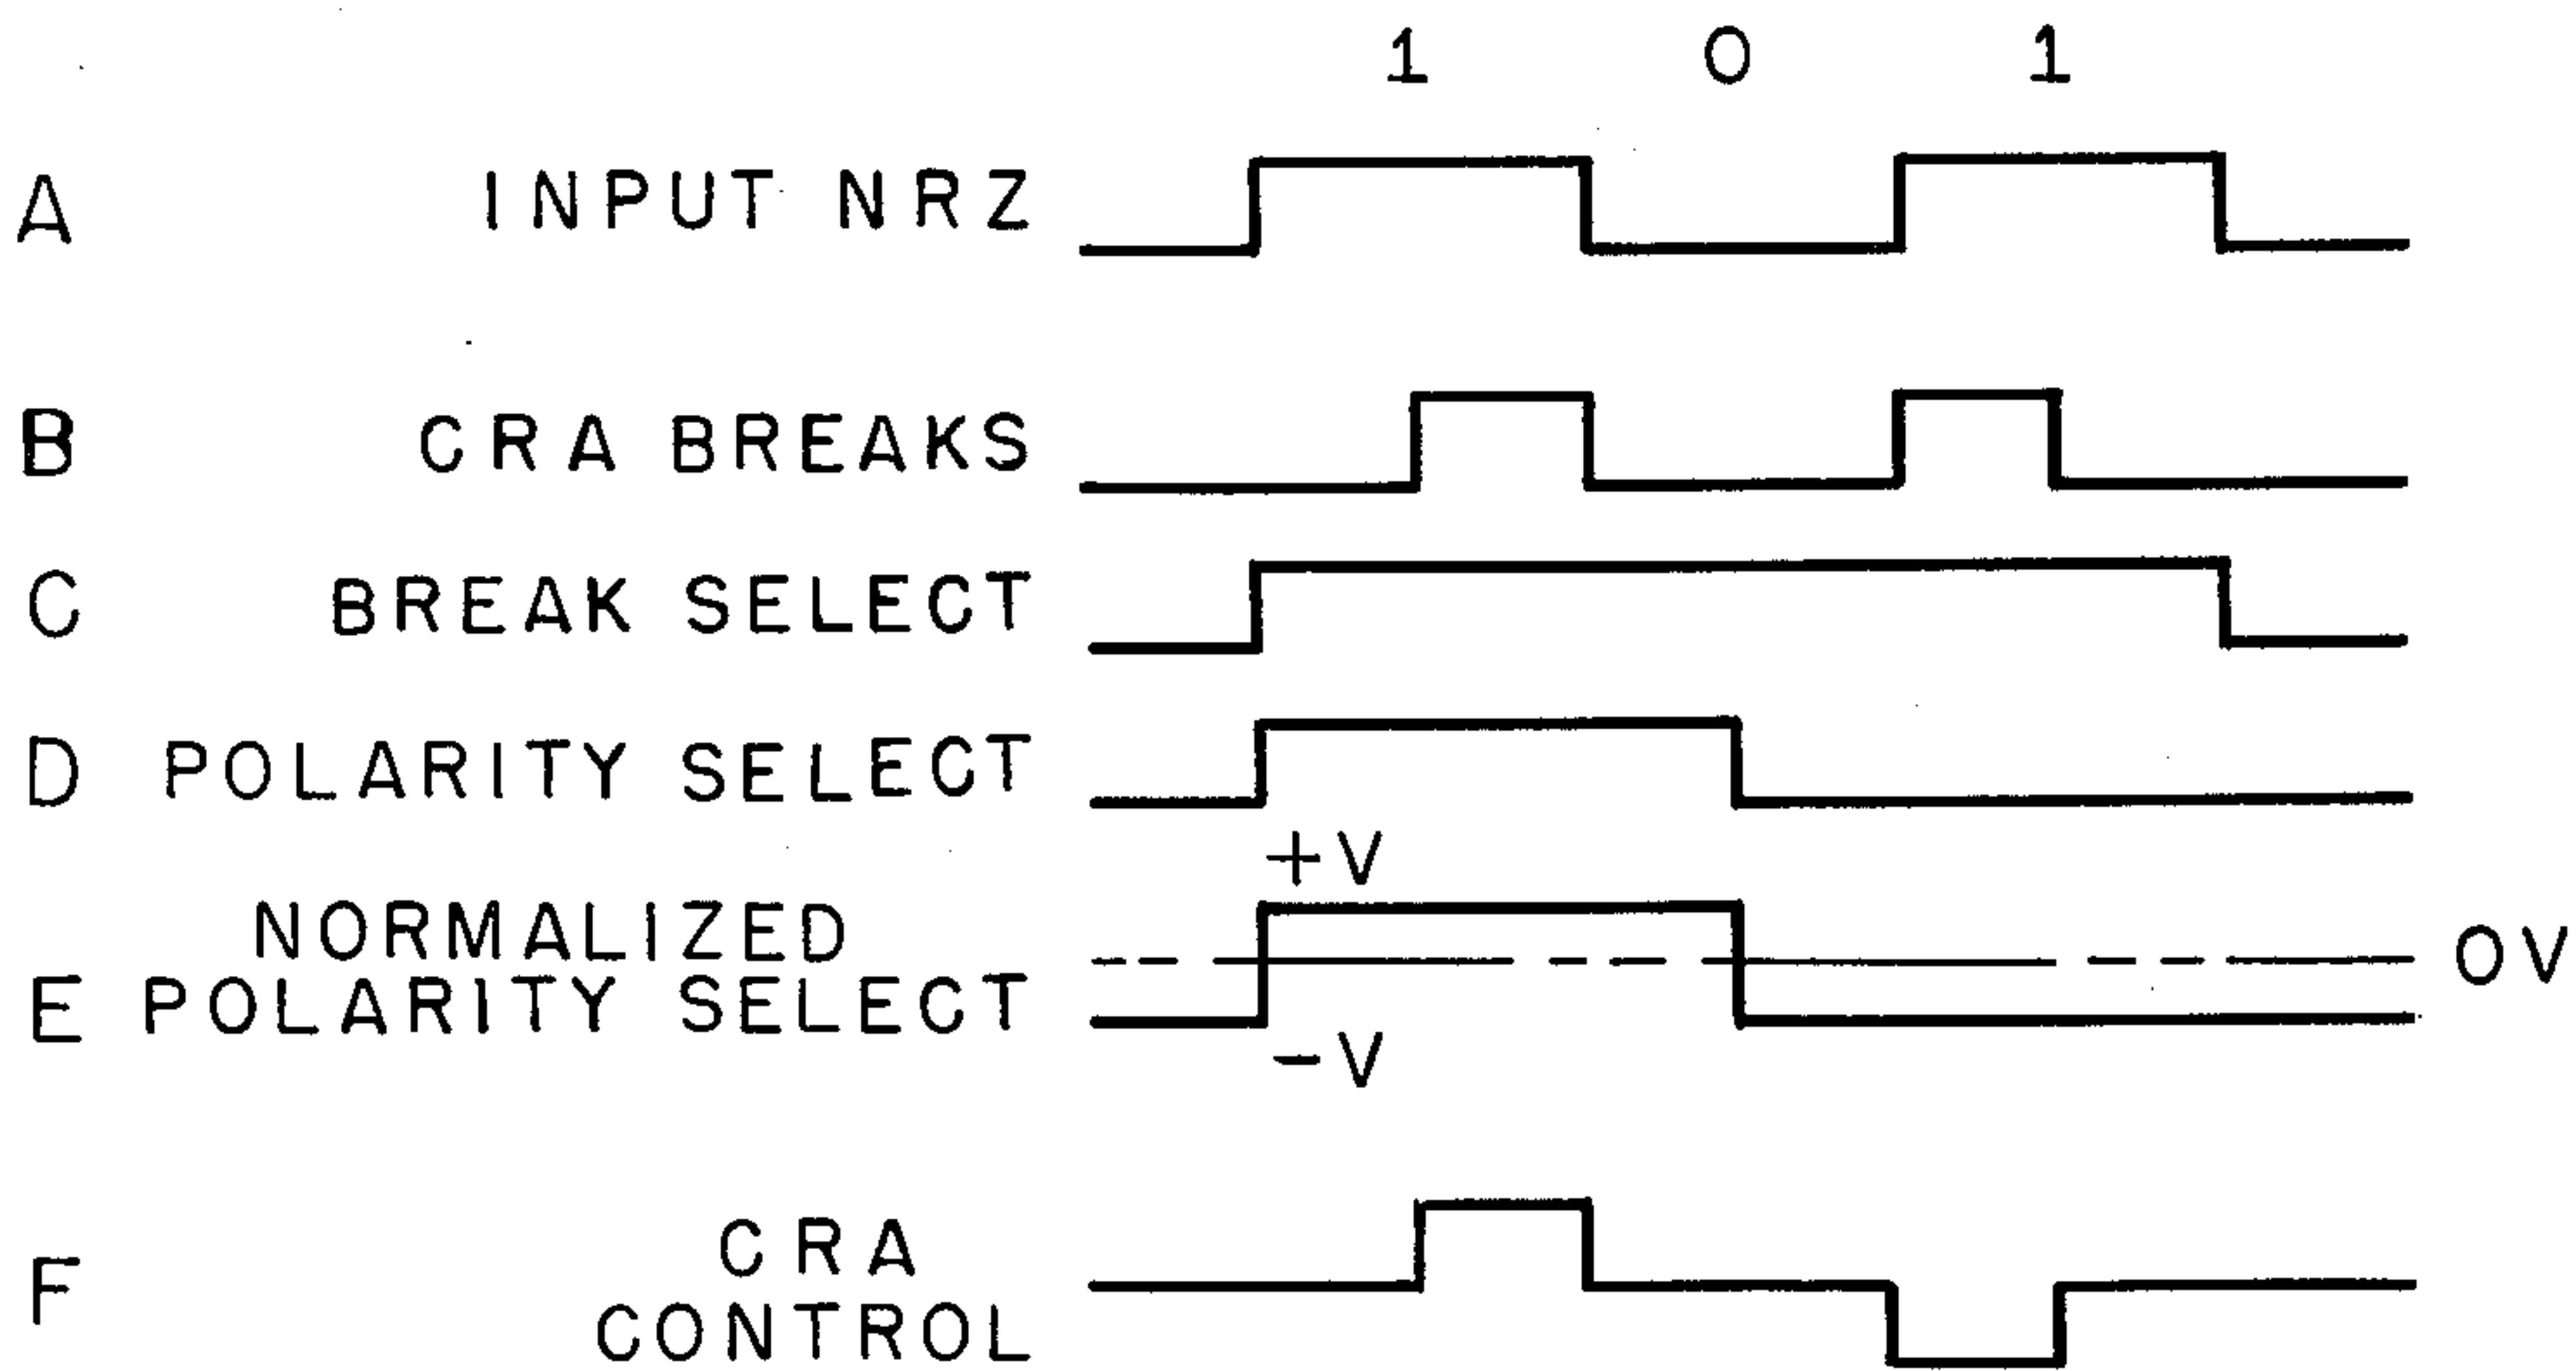 1 0 1
A INPUT NRZ
B CRA BREAKS
C BREAK SELECT
D POLARITY SELECT
+V
NORMALIZED
0V
E POLARITY SELECT
-V
CRA
F
CONTROL